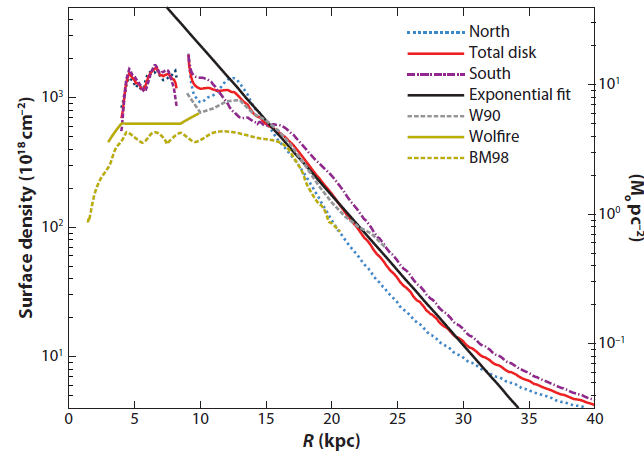 North
Total disk
South
Exponential fit
W90
Wolfire
BM98
Surface density (10¹⁸ cm⁻²)
10³
10²
10¹
10¹
10⁰
10⁻¹
(M⊙ pc⁻²)
0 5 10 15 20 25 30 35 40
R (kpc)